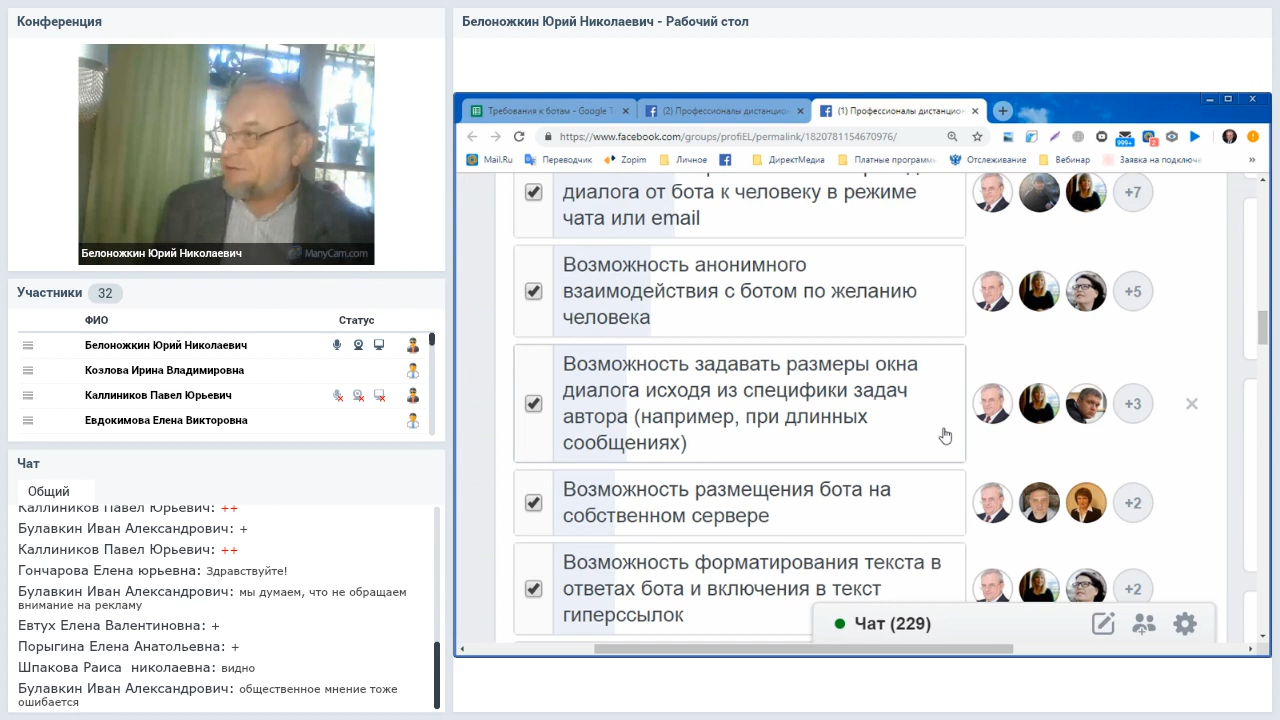 Конференция
Белоножкин Юрий Николаевич
ManyCam.com
Участники 32
ФИО Статус
Белоножкин Юрий Николаевич
Козлова Ирина Владимировна
Каллиников Павел Юрьевич
Евдокимова Елена Викторовна
Чат
Общий
Каллиников Павел Юрьевич: ++
Булавкин Иван Александрович: +
Каллиников Павел Юрьевич: ++
Гончарова Елена юрьевна: Здравствуйте!
Булавкин Иван Александрович: мы думаем, что не обращаем
внимание на рекламу
Евтух Елена Валентиновна: +
Порыгина Елена Анатольевна: +
Шпакова Раиса николаевна: видно
Булавкин Иван Александрович: общественное мнение тоже
ошибается
Белоножкин Юрий Николаевич - Рабочий стол
Требования к ботам - Google Т
(2) Профессионалы дистанцион
(1) Профессионалы дистанцион
https://www.facebook.com/groups/profiEL/permalink/1820781154670976/
999+
2
Mail.Ru Переводчик Zopim Личное ДиректМедиа Платные программ Отслеживание Вебинар Заявка на подключ
»
диалога от бота к человеку в режиме
чата или email
+7
Возможность анонимного
взаимодействия с ботом по желанию
человека
+5
Возможность задавать размеры окна
диалога исходя из специфики задач
автора (например, при длинных
сообщениях)
+3
Возможность размещения бота на
собственном сервере
+2
Возможность форматирования текста в
ответах бота и включения в текст
гиперссылок
+2
Чат (229)